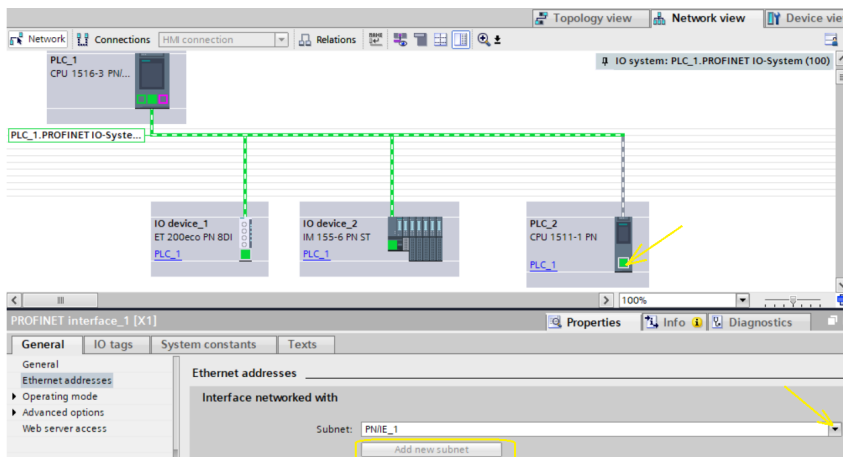 Topology view Network view Device vie
Network Connections HMI connection Relations
PLC_1
CPU 1516-3 PN/...
IO system: PLC_1.PROFINET IO-System (100)
PLC_1.PROFINET IO-Syste...
IO device_1
ET 200eco PN 8DI
PLC_1
IO device_2
IM 155-6 PN ST
PLC_1
PLC_2
CPU 1511-1 PN
PLC_1
100%
PROFINET interface_1 [X1]
Properties Info Diagnostics
General IO tags System constants Texts
General
Ethernet addresses
Operating mode
Advanced options
Web server access
Ethernet addresses
Interface networked with
Subnet: PN/IE_1
Add new subnet